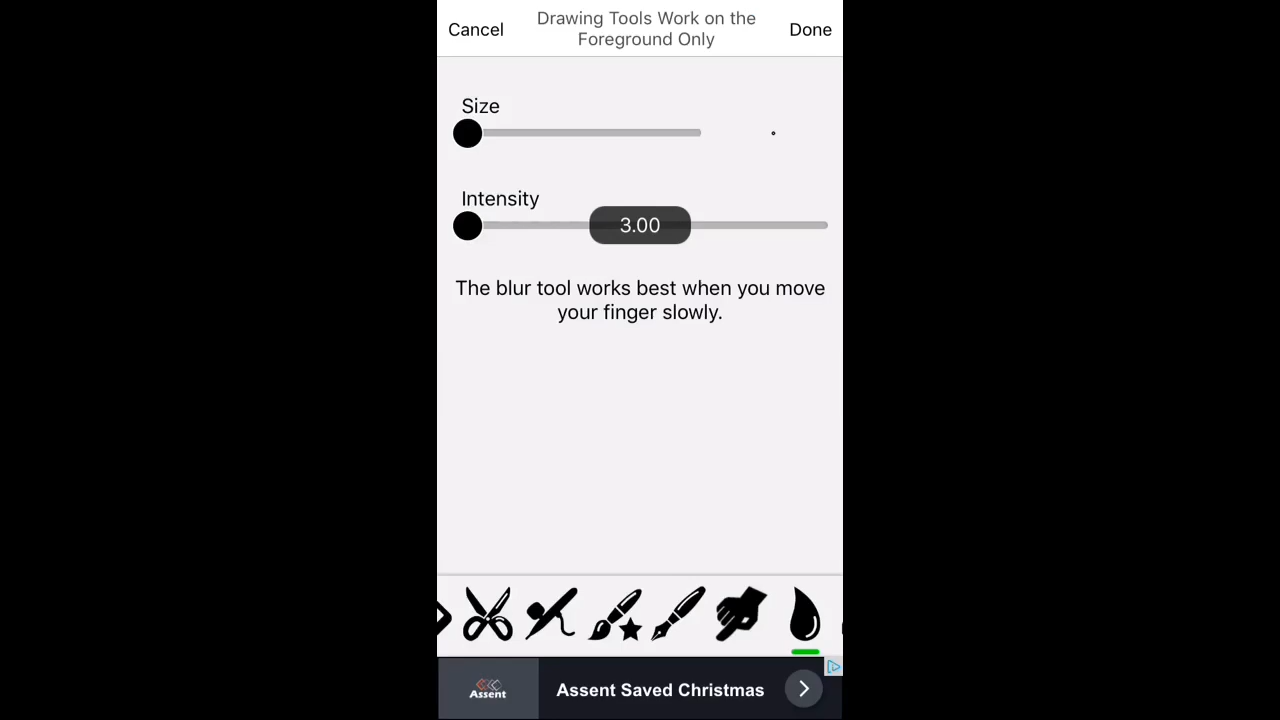 Cancel
Drawing Tools Work on the
Foreground Only
Done
Size
Intensity
3.00
The blur tool works best when you move
your finger slowly.
Assent
Assent Saved Christmas